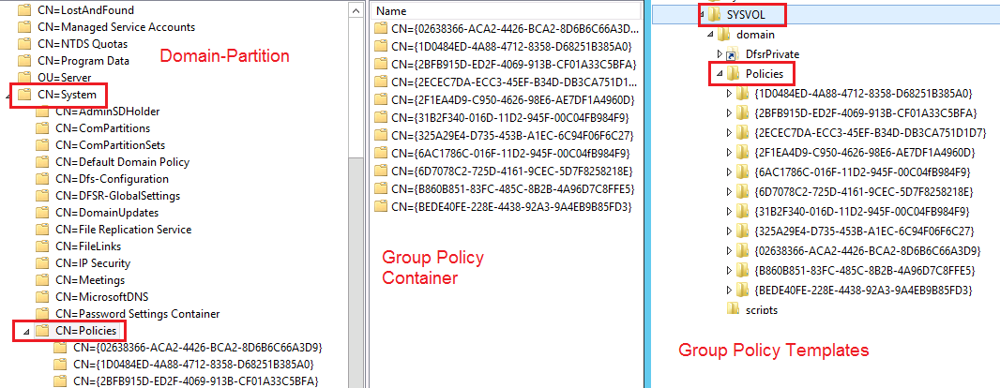 CN=LostAndFound
CN=Managed Service Accounts
CN=NTDS Quotas
CN=Program Data
OU=Server
CN=System
CN=AdminSDHolder
CN=ComPartitions
CN=ComPartitionSets
CN=Default Domain Policy
CN=Dfs-Configuration
CN=DFSR-GlobalSettings
CN=DomainUpdates
CN=File Replication Service
CN=FileLinks
CN=IP Security
CN=Meetings
CN=MicrosoftDNS
CN=Password Settings Container
CN=Policies
CN={02638366-ACA2-4426-BCA2-8D6B6C66A3D9}
CN={1D0484ED-4A88-4712-8358-D68251B385A0}
CN={2BFB915D-ED2F-4069-913B-CF01A33C5BFA}
Domain-Partition
Name
CN={02638366-ACA2-4426-BCA2-8D6B6C66A3D...
CN={1D0484ED-4A88-4712-8358-D68251B385A0}
CN={2BFB915D-ED2F-4069-913B-CF01A33C5BFA}
CN={2ECEC7DA-ECC3-45EF-B34D-DB3CA751D...
CN={2F1EA4D9-C950-4626-98E6-AE7DF1A4960D}
CN={31B2F340-016D-11D2-945F-00C04FB984F9}
CN={325A29E4-D735-453B-A1EC-6C94F06F6C27}
CN={6AC1786C-016F-11D2-945F-00C04fB984F9}
CN={6D7078C2-725D-4161-9CEC-5D7F8258218E}
CN={B860B851-83FC-485C-8B2B-4A96D7C8FFE5}
CN={BEDE40FE-228E-4438-92A3-9A4EB9B85FD3}
Group Policy
Container
SYSVOL
domain
DfsrPrivate
Policies
{1D0484ED-4A88-4712-8358-D68251B385A0}
{2BFB915D-ED2F-4069-913B-CF01A33C5BFA}
{2ECEC7DA-ECC3-45EF-B34D-DB3CA751D1D7}
{2F1EA4D9-C950-4626-98E6-AE7DF1A4960D}
{6AC1786C-016F-11D2-945F-00C04fB984F9}
{6D7078C2-725D-4161-9CEC-5D7F8258218E}
{31B2F340-016D-11D2-945F-00C04FB984F9}
{325A29E4-D735-453B-A1EC-6C94F06F6C27}
{02638366-ACA2-4426-BCA2-8D6B6C66A3D9}
{B860B851-83FC-485C-8B2B-4A96D7C8FFE5}
{BEDE40FE-228E-4438-92A3-9A4EB9B85FD3}
scripts
Group Policy Templates